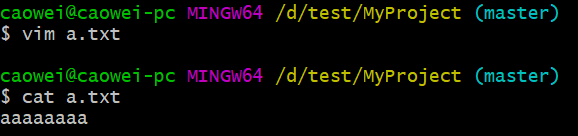 caowei@caowei-pc MINGW64 /d/test/MyProject (master)
$ vim a.txt
caowei@caowei-pc MINGW64 /d/test/MyProject (master)
$ cat a.txt
aaaaaaaa